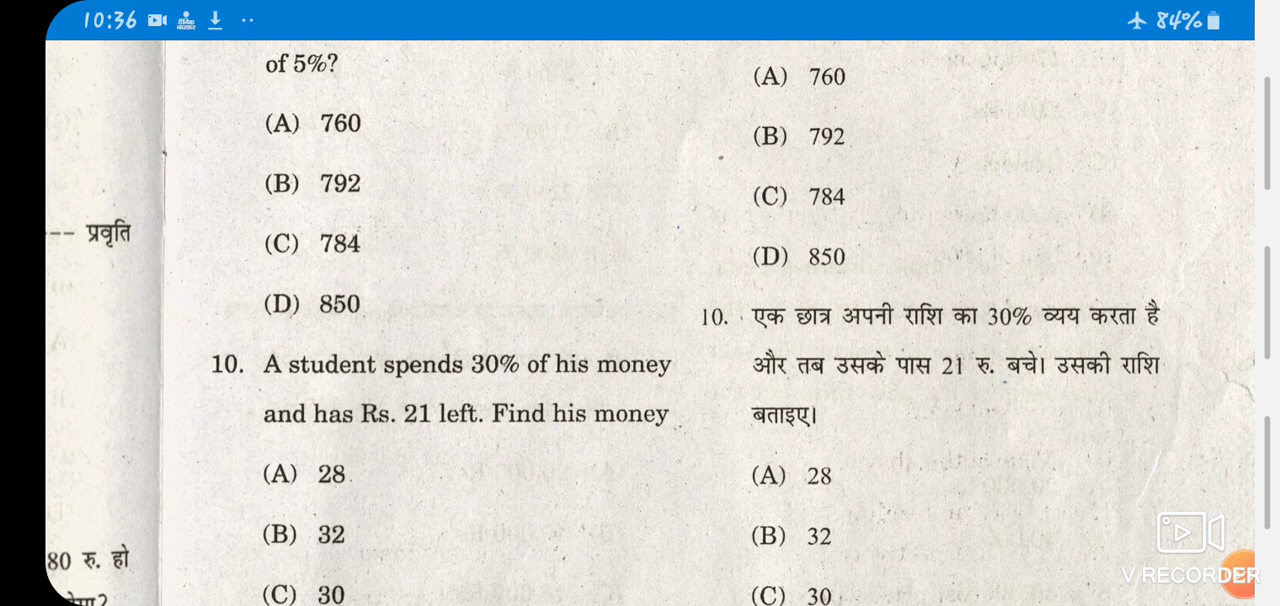 10:36
84%
of 5%?
(A) 760
(B) 792
(C) 784
(D) 850
10. A student spends 30% of his money
and has Rs. 21 left. Find his money
(A) 28
(B) 32
(C) 30
(A) 760
(B) 792
(C) 784
(D) 850
10. एक छात्र अपनी राशि का 30% व्यय करता है
और तब उसके पास 21 रु. बचे। उसकी राशि
बताइए।
(A) 28
(B) 32
(C) 30
-- प्रवृति
80 रु. हो
V RECORDER